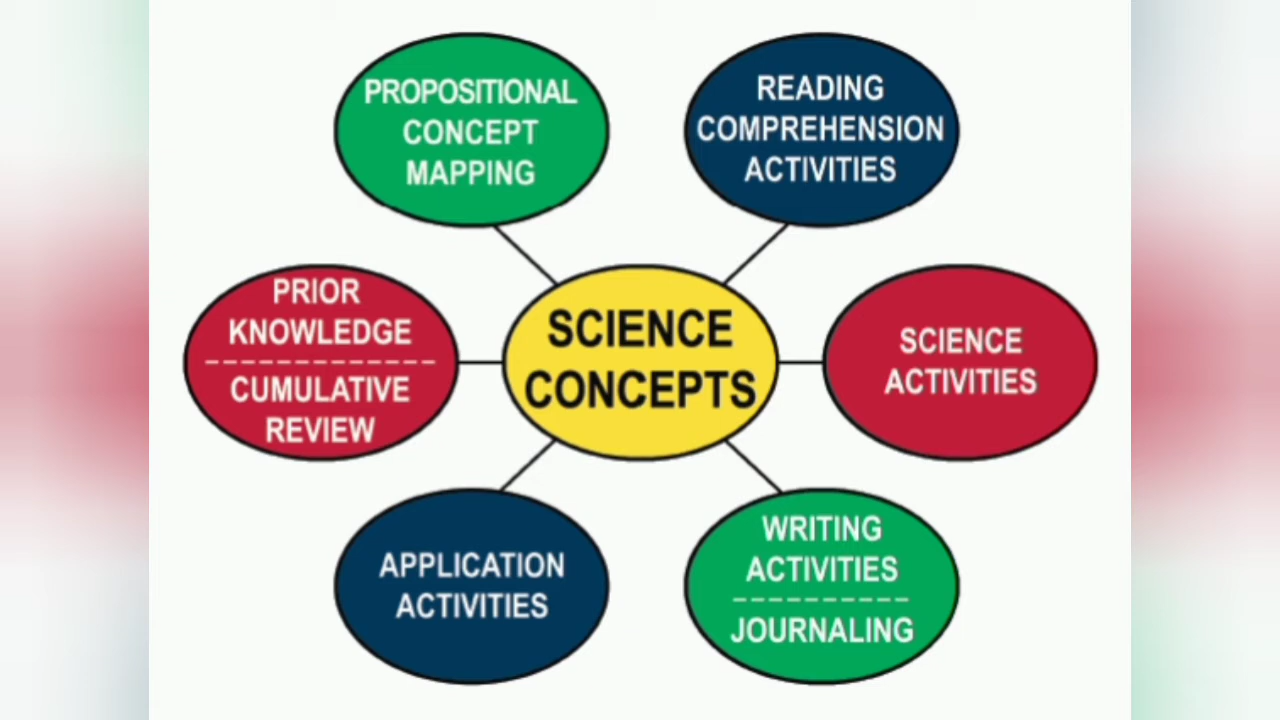 PROPOSITIONAL
CONCEPT
MAPPING
READING
COMPREHENSION
ACTIVITIES
PRIOR
KNOWLEDGE
CUMULATIVE
REVIEW
SCIENCE
CONCEPTS
SCIENCE
ACTIVITIES
APPLICATION
ACTIVITIES
WRITING
ACTIVITIES
JOURNALING